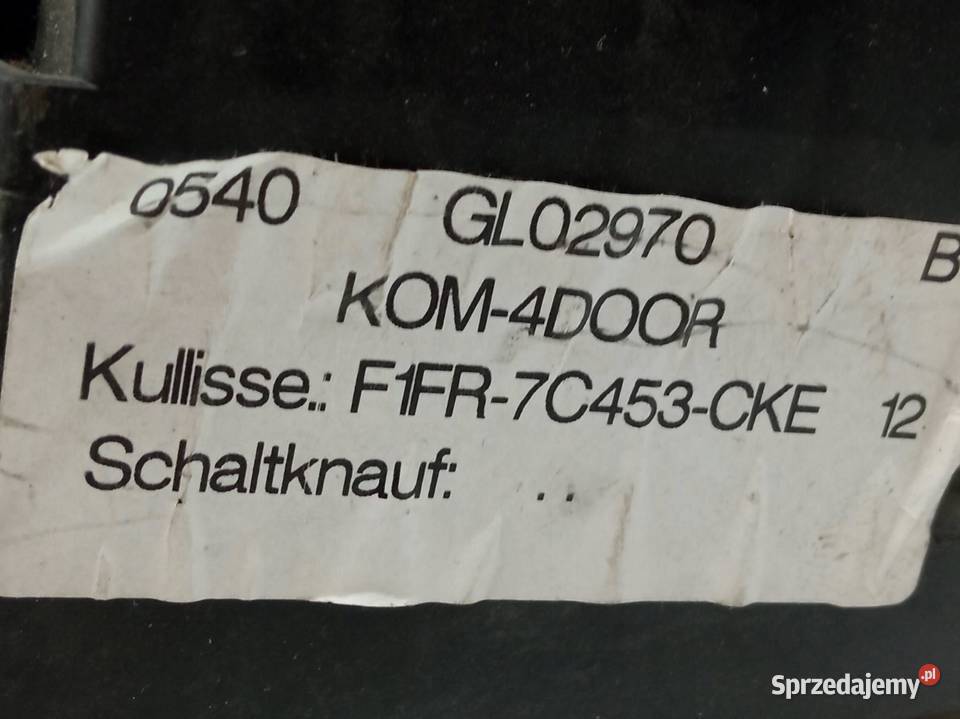 0540 GL02970 B
KOM-4DOOR
Kullisse.: F1FR-7C453-CKE 12
Schaltknauf: . .
Sprzedajemy.pl